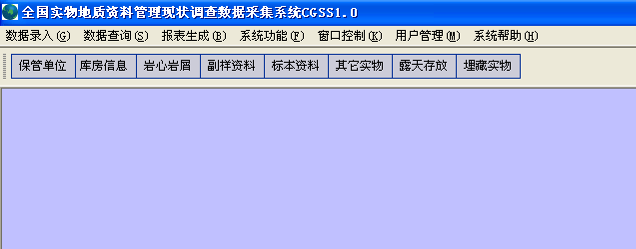 全国实物地质资料管理现状调查数据采集系统CGSS1.0
数据录入(G) 数据查询(S) 报表生成(B) 系统功能(F) 窗口控制(K) 用户管理(M) 系统帮助(H)
保管单位 库房信息 岩心岩屑 副样资料 标本资料 其它实物 露天存放 埋藏实物